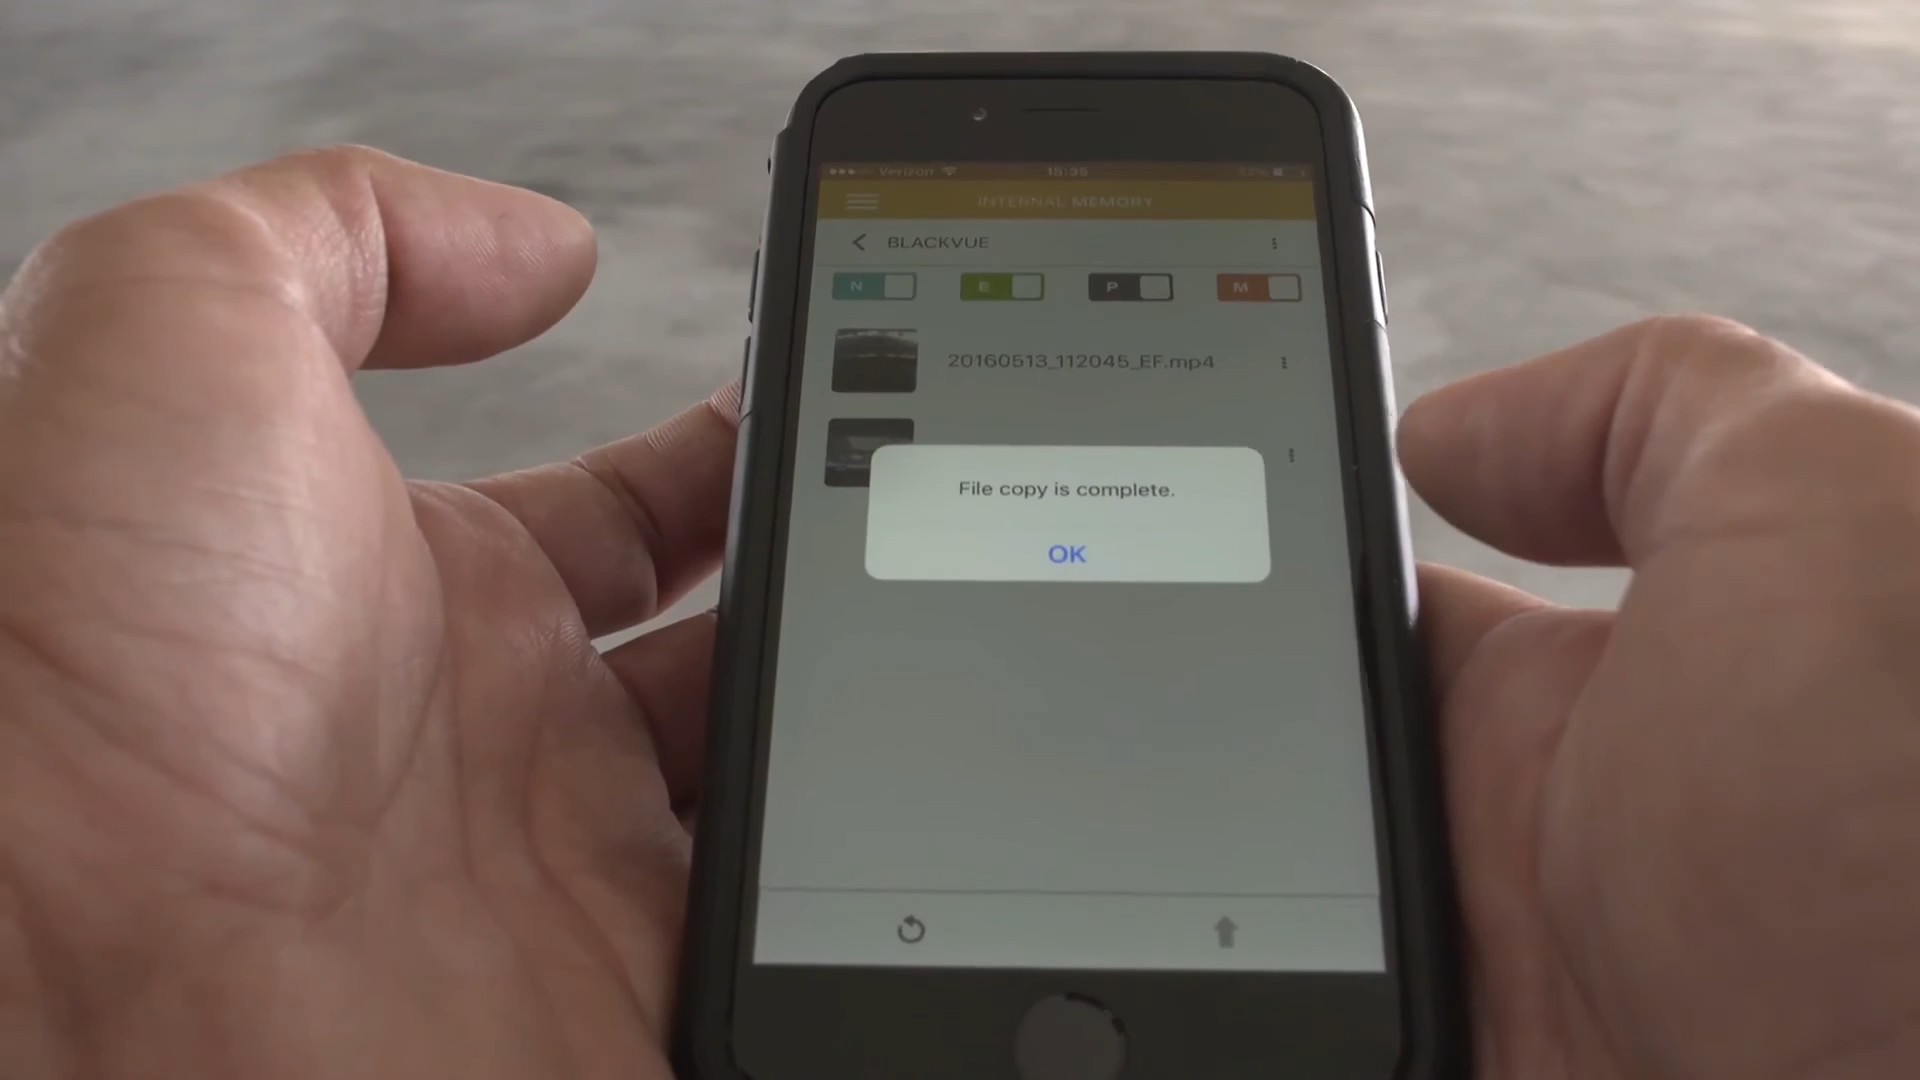 Verizon 15:35
INTERNAL MEMORY
BLACKVUE
N E P M
20160513_112045_EF.mp4
File copy is complete.
OK